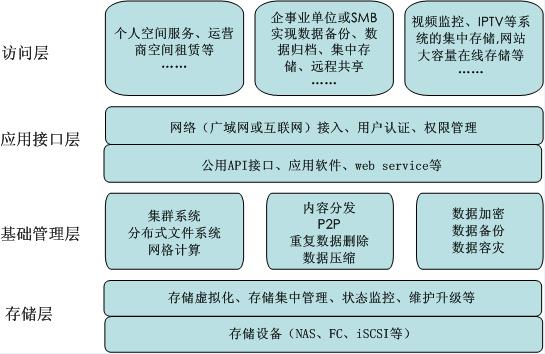 访问层
个人空间服务、运营
商空间租赁等
……
企事业单位或SMB
实现数据备份、数
据归档、集中存
储、远程共享
……
视频监控、IPTV等系
统的集中存储,网站
大容量在线存储等
……
应用接口层
网络（广域网或互联网）接入、用户认证、权限管理
公用API接口、应用软件、web service等
基础管理层
集群系统
分布式文件系统
网格计算
内容分发
P2P
重复数据删除
数据压缩
数据加密
数据备份
数据容灾
存储层
存储虚拟化、存储集中管理、状态监控、维护升级等
存储设备（NAS、FC、iSCSI等）